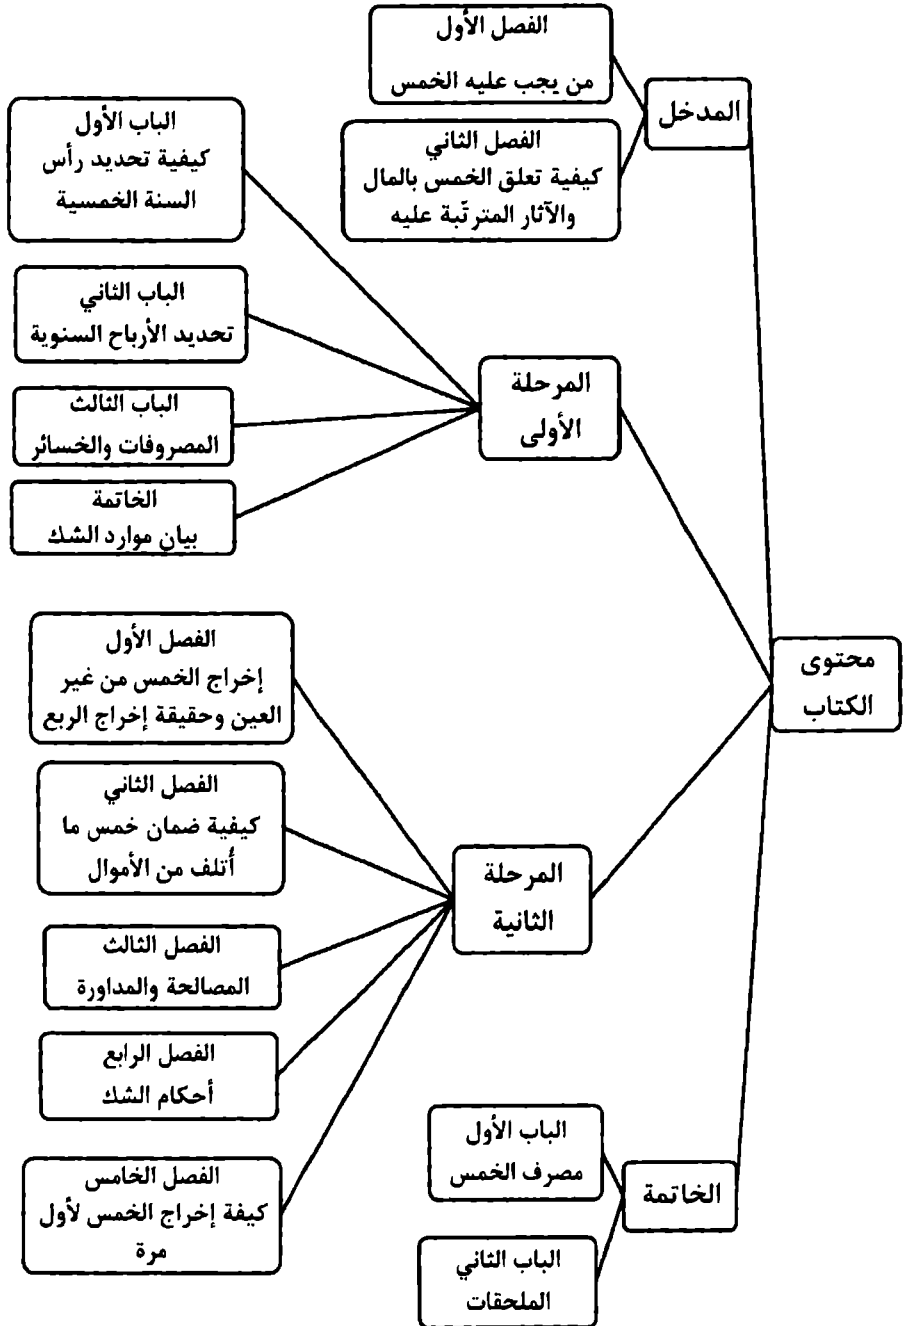 محتوى
الكتاب
المدخل
الفصل الأول
من يجب عليه الخمس
الفصل الثاني
كيفية تعلق الخمس بالمال
والآثار المترتّبة عليه
المرحلة
الأولى
الباب الأول
كيفية تحديد رأس
السنة الخمسية
الباب الثاني
تحديد الأرباح السنوية
الباب الثالث
المصروفات والخسائر
الخاتمة
بيان موارد الشك
المرحلة
الثانية
الفصل الأول
إخراج الخمس من غير
العين وحقيقة إخراج الربع
الفصل الثاني
كيفية ضمان خمس ما
أُتلف من الأموال
الفصل الثالث
المصالحة والمداورة
الفصل الرابع
أحكام الشك
الفصل الخامس
كيفة إخراج الخمس لأول
مرة
الخاتمة
الباب الأول
مصرف الخمس
الباب الثاني
الملحقات